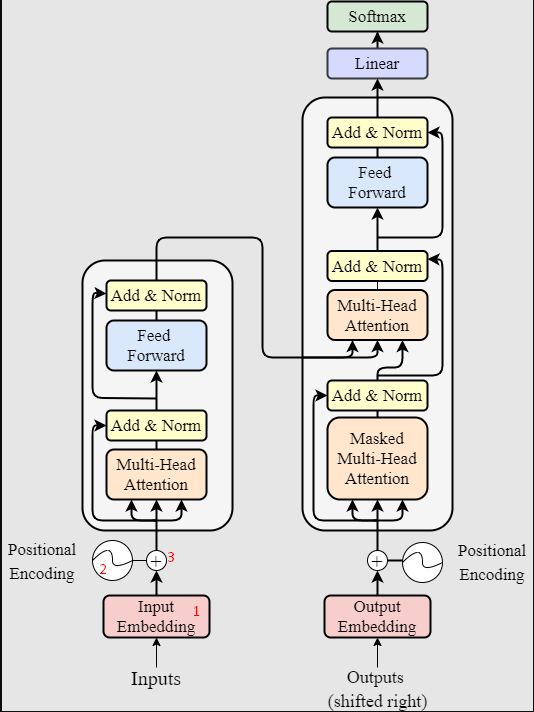 Softmax
Linear
Add & Norm
Feed
Forward
Add & Norm
Multi-Head
Attention
Add & Norm
Masked
Multi-Head
Attention
Add & Norm
Feed
Forward
Add & Norm
Multi-Head
Attention
Positional
Encoding
2
+
3
+
Positional
Encoding
Input
Embedding
1
Output
Embedding
Inputs
Outputs
(shifted right)